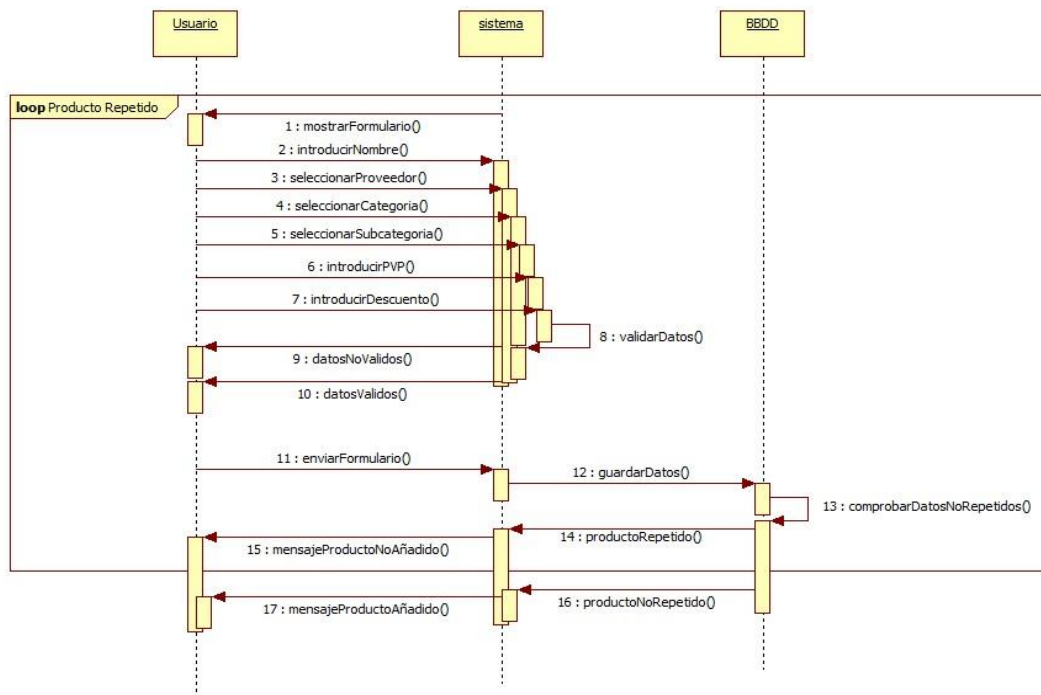 Usuario
sistema
BBDD
loop Producto Repetido
1 : mostrarFormulario()
2 : introducirNombre()
3 : seleccionarProveedor()
4 : seleccionarCategoria()
5 : seleccionarSubcategoria()
6 : introducirPVP()
7 : introducirDescuento()
8 : validarDatos()
9 : datosNoValidos()
10 : datosValidos()
11 : enviarFormulario()
12 : guardarDatos()
13 : comprobarDatosNoRepetidos()
14 : productoRepetido()
15 : mensajeProductoNoAñadido()
16 : productoNoRepetido()
17 : mensajeProductoAñadido()